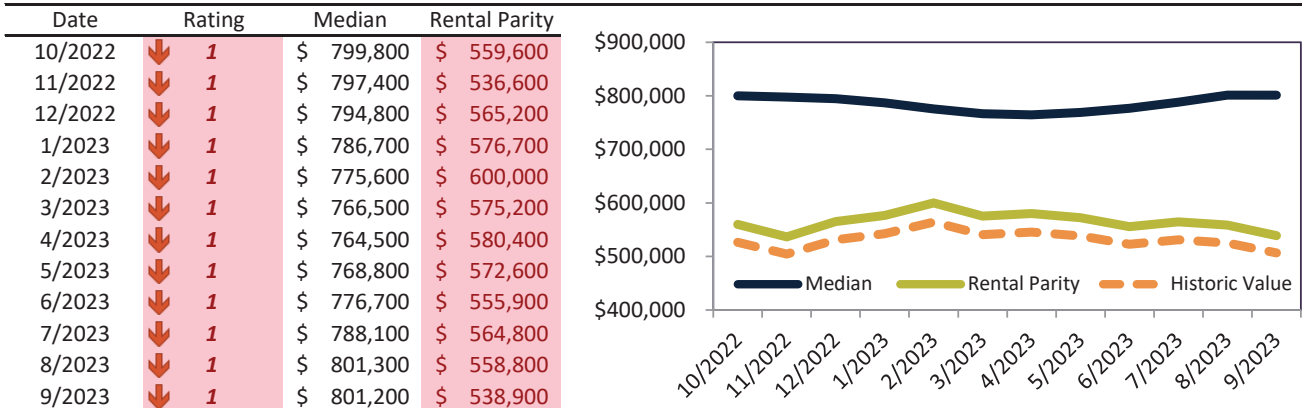 Date Rating Median Rental Parity
10/2022 1 $ 799,800 $ 559,600
11/2022 1 $ 797,400 $ 536,600
12/2022 1 $ 794,800 $ 565,200
1/2023 1 $ 786,700 $ 576,700
2/2023 1 $ 775,600 $ 600,000
3/2023 1 $ 766,500 $ 575,200
4/2023 1 $ 764,500 $ 580,400
5/2023 1 $ 768,800 $ 572,600
6/2023 1 $ 776,700 $ 555,900
7/2023 1 $ 788,100 $ 564,800
8/2023 1 $ 801,300 $ 558,800
9/2023 1 $ 801,200 $ 538,900
$900,000
$800,000
$700,000
$600,000
$500,000
$400,000
Median Rental Parity Historic Value
10/2022 11/2022 12/2022 1/2023 2/2023 3/2023 4/2023 5/2023 6/2023 7/2023 8/2023 9/2023